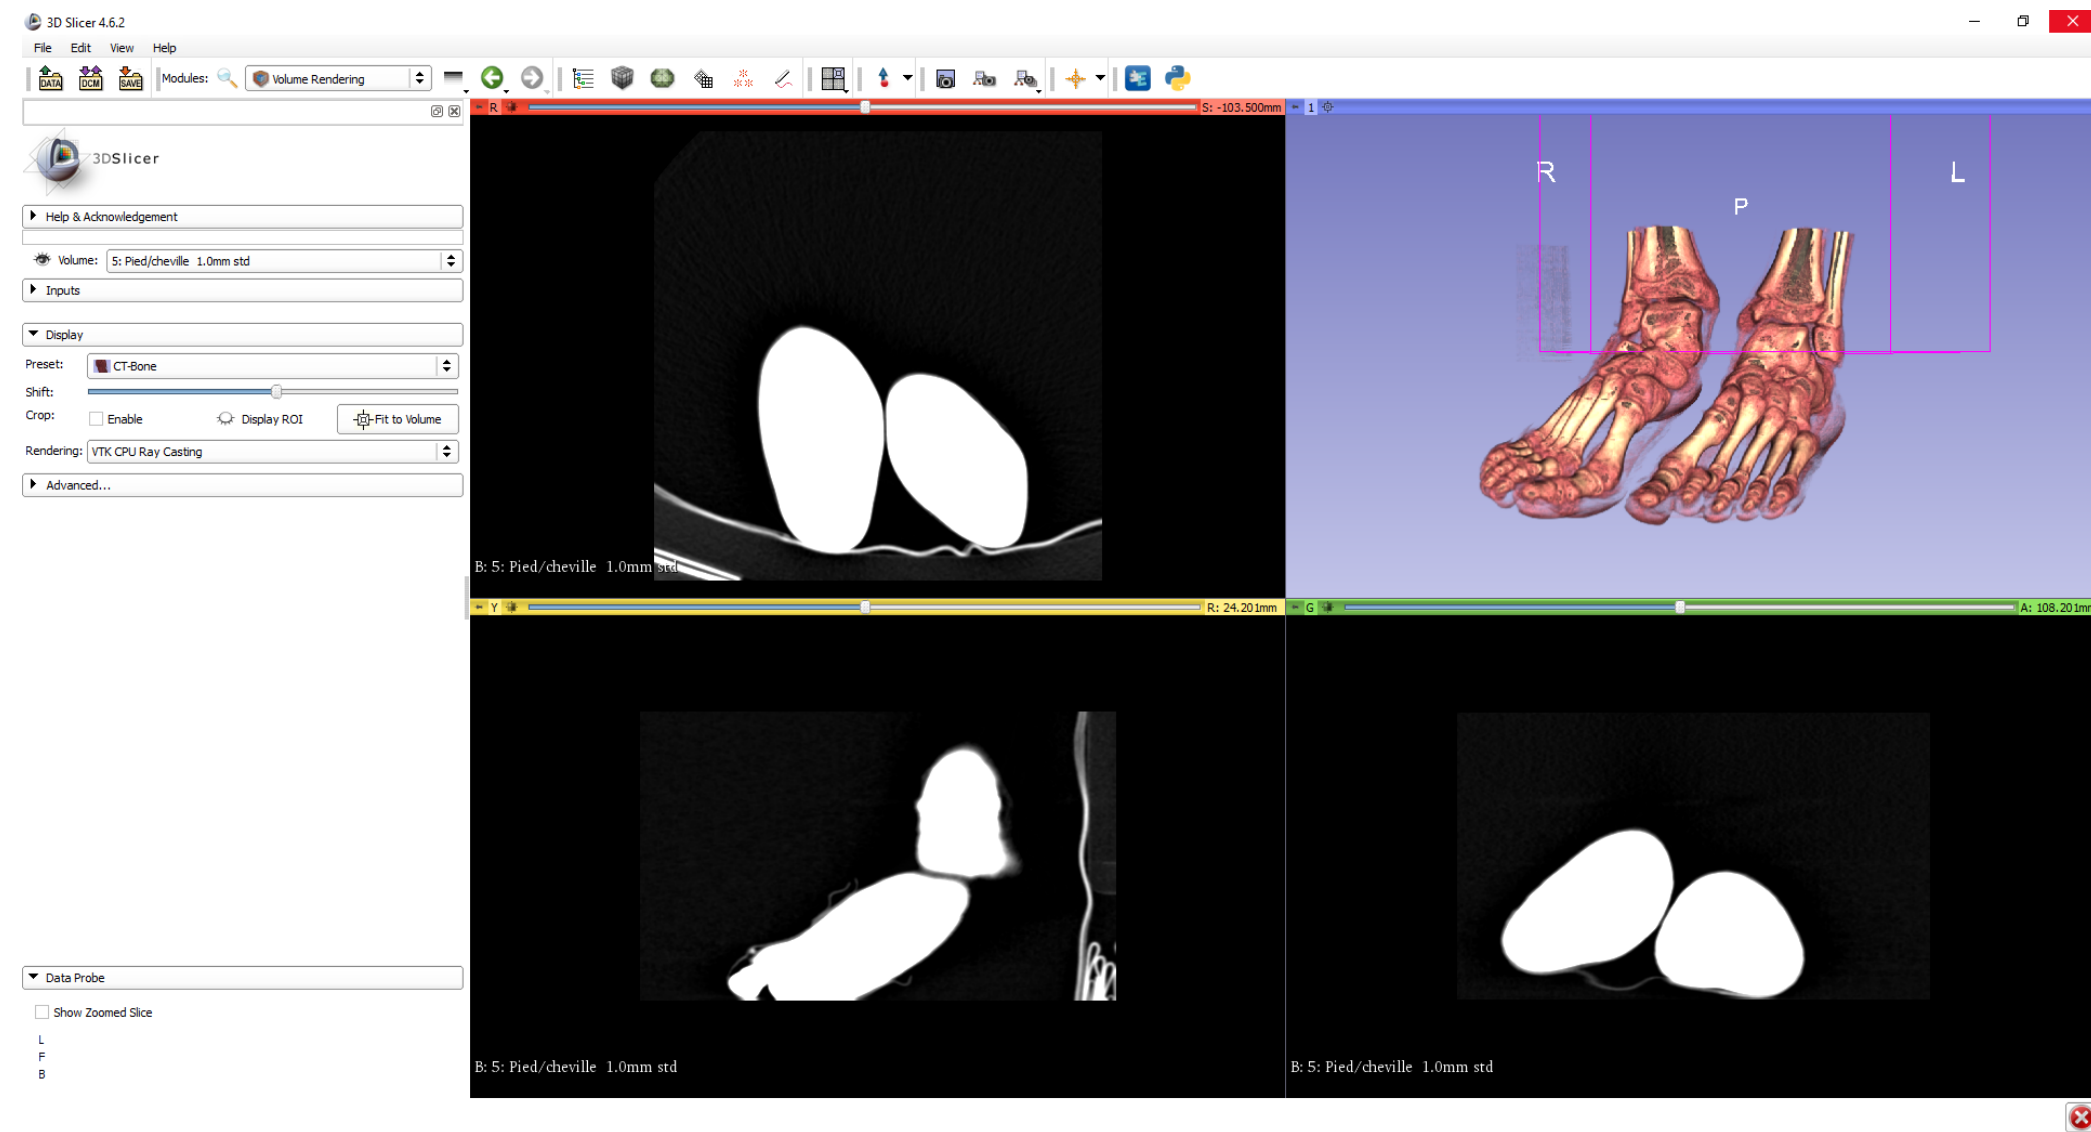 3D Slicer 4.6.2
File Edit View Help
DATA DCM SAVE Modules: Volume Rendering
R S: -103.500mm
1
3DSlicer
R L
P
Help & Acknowledgement
Volume: 5: Pied/cheville 1.0mm std
Inputs
Display
Preset: CT-Bone
Shift:
Crop: Enable Display ROI Fit to Volume
Rendering: VTK CPU Ray Casting
Advanced...
B: 5: Pied/cheville 1.0mm std
Y R: 24.201mm
G A: 108.201mm
Data Probe
Show Zoomed Slice
L
F
B
B: 5: Pied/cheville 1.0mm std
B: 5: Pied/cheville 1.0mm std